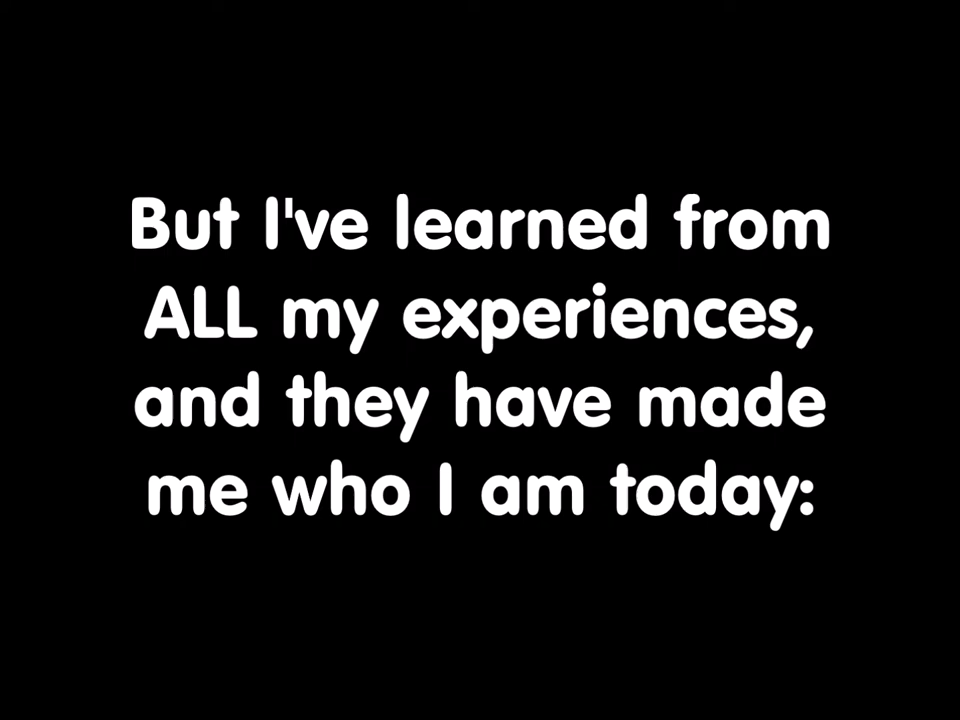 But I've learned from
ALL my experiences,
and they have made
me who I am today: